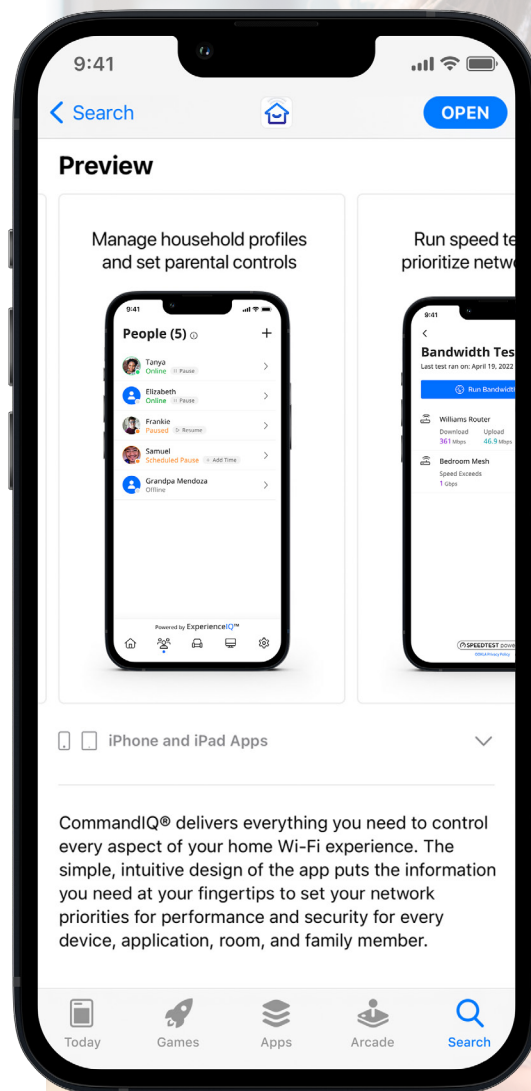 9:41
Search
OPEN
Preview
Manage household profiles
and set parental controls
9:41
People (5)
Tanya
Online Pause
Elizabeth
Online Pause
Frankie
Paused Resume
Samuel
Scheduled Pause + Add Time
Grandpa Mendoza
Offline
Powered by ExperienceIQ™
Run speed te
prioritize netwo
9:41
Bandwidth Tes
Last test ran on: April 19, 2022
Run Bandwidth
Williams Router
Download Upload
361 Mbps 46.9 Mbps
Bedroom Mesh
Speed Exceeds
1 Gbps
SPEEDTEST powe
iPhone and iPad Apps
CommandIQ® delivers everything you need to control
every aspect of your home Wi-Fi experience. The
simple, intuitive design of the app puts the information
you need at your fingertips to set your network
priorities for performance and security for every
device, application, room, and family member.
Today
Games
Apps
Arcade
Search